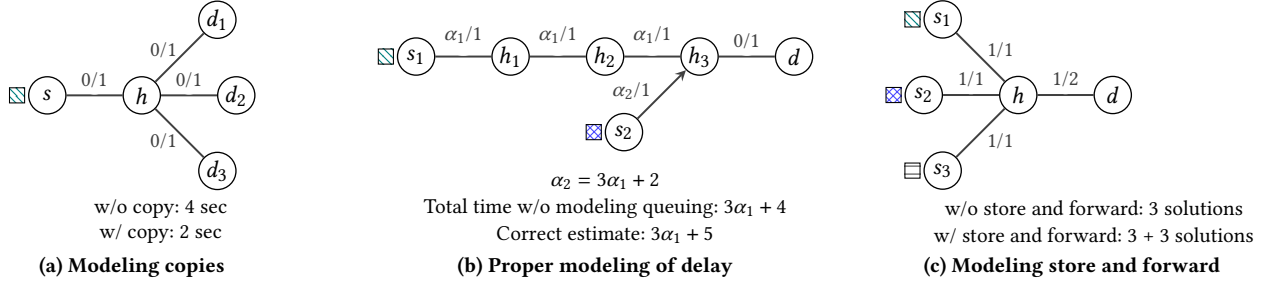 d₁
0/1
s
0/1
h
0/1
d₂
0/1
d₃
w/o copy: 4 sec
w/ copy: 2 sec
(a) Modeling copies
s₁
α₁/1
h₁
α₁/1
h₂
α₁/1
h₃
0/1
d
α₂/1
s₂
α₂ = 3α₁ + 2
Total time w/o modeling queuing: 3α₁ + 4
Correct estimate: 3α₁ + 5
(b) Proper modeling of delay
s₁
1/1
s₂
1/1
h
1/2
d
1/1
s₃
w/o store and forward: 3 solutions
w/ store and forward: 3 + 3 solutions
(c) Modeling store and forward